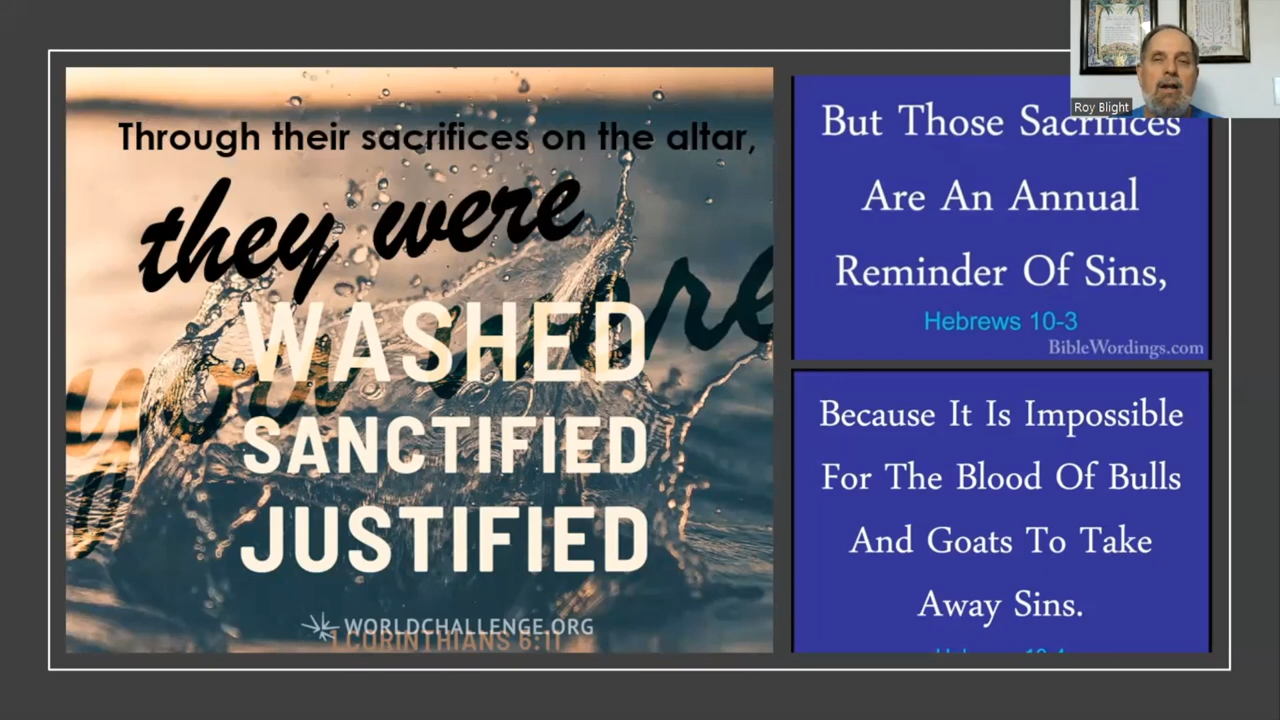 Through their sacrifices on the altar,
they were
WASHED
SANCTIFIED
JUSTIFIED
WORLDCHALLENGE.ORG
1 CORINTHIANS 6:11
Roy Blight
But Those Sacrifices
Are An Annual
Reminder Of Sins,
Hebrews 10-3
BibleWordings.com
Because It Is Impossible
For The Blood Of Bulls
And Goats To Take
Away Sins.